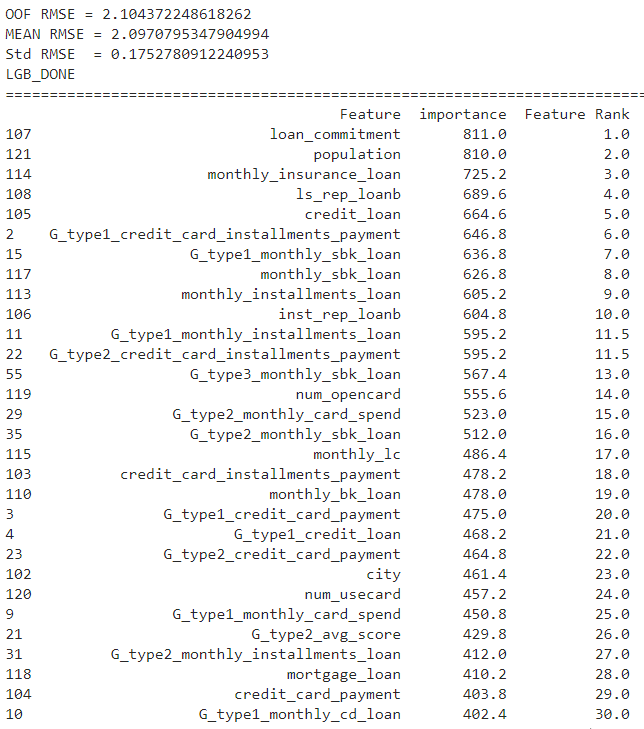 OOF RMSE = 2.104372248618262
MEAN RMSE = 2.0970795347904994
Std RMSE  = 0.1752780912240953
LGB_DONE
================================================================================
Feature importance Feature Rank
107 loan_commitment 811.0 1.0
121 population 810.0 2.0
114 monthly_insurance_loan 725.2 3.0
108 ls_rep_loanb 689.6 4.0
105 credit_loan 664.6 5.0
2 G_type1_credit_card_installments_payment 646.8 6.0
15 G_type1_monthly_sbk_loan 636.8 7.0
117 monthly_sbk_loan 626.8 8.0
113 monthly_installments_loan 605.2 9.0
106 inst_rep_loanb 604.8 10.0
11 G_type1_monthly_installments_loan 595.2 11.5
22 G_type2_credit_card_installments_payment 595.2 11.5
55 G_type3_monthly_sbk_loan 567.4 13.0
119 num_opencard 555.6 14.0
29 G_type2_monthly_card_spend 523.0 15.0
35 G_type2_monthly_sbk_loan 512.0 16.0
115 monthly_lc 486.4 17.0
103 credit_card_installments_payment 478.2 18.0
110 monthly_bk_loan 478.0 19.0
3 G_type1_credit_card_payment 475.0 20.0
4 G_type1_credit_loan 468.2 21.0
23 G_type2_credit_card_payment 464.8 22.0
102 city 461.4 23.0
120 num_usecard 457.2 24.0
9 G_type1_monthly_card_spend 450.8 25.0
21 G_type2_avg_score 429.8 26.0
31 G_type2_monthly_installments_loan 412.0 27.0
118 mortgage_loan 410.2 28.0
104 credit_card_payment 403.8 29.0
10 G_type1_monthly_cd_loan 402.4 30.0